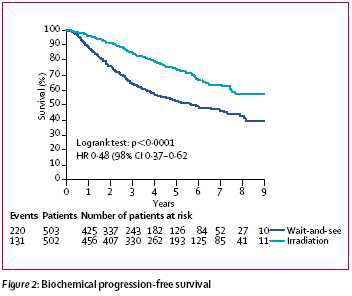 100
90
80
70
60
50
40
30
20
10
0
Survival (%)
Logrank test: p<0·0001
HR 0·48 (98% CI 0·37–0·62
0 1 2 3 4 5 6 7 8 9
Years
Events Patients Number of patients at risk
220 503 425 337 243 182 126 84 52 27 10 Wait-and-see
131 502 456 407 330 262 193 125 85 41 11 Irradiation
Figure 2: Biochemical progression-free survival